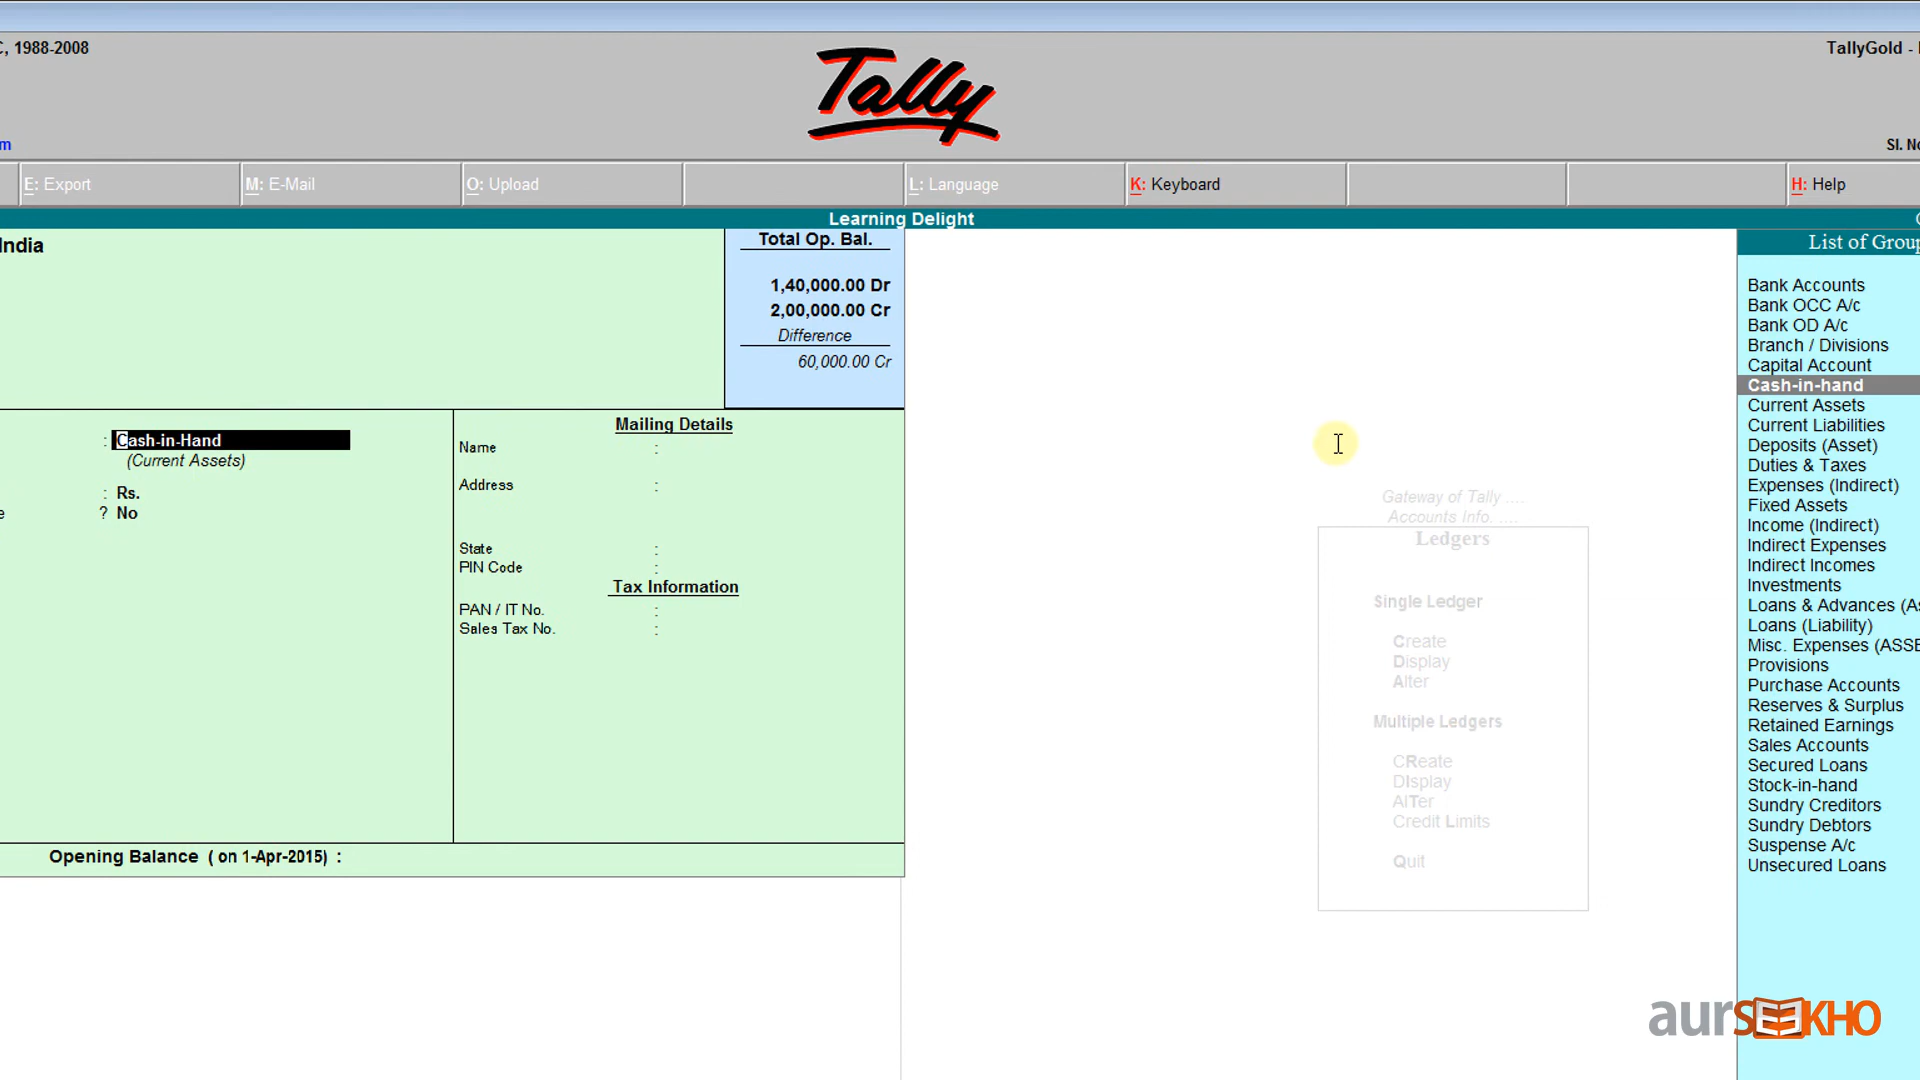 C, 1988-2008
TallyGold -
Tally
m
Sl. No
E: Export
M: E-Mail
O: Upload
L: Language
K: Keyboard
H: Help
Learning Delight
India
Total Op. Bal.
1,40,000.00 Dr
2,00,000.00 Cr
Difference
60,000.00 Cr
: Cash-in-Hand
(Current Assets)
: Rs.
e ? No
Mailing Details
Name :
Address :
State :
PIN Code :
Tax Information
PAN / IT No. :
Sales Tax No. :
Opening Balance ( on 1-Apr-2015) :
Gateway of Tally ....
Accounts Info. ....
Ledgers
Single Ledger
Create
Display
Alter
Multiple Ledgers
CReate
DIsplay
AlTer
Credit Limits
Quit
List of Group
Bank Accounts
Bank OCC A/c
Bank OD A/c
Branch / Divisions
Capital Account
Cash-in-hand
Current Assets
Current Liabilities
Deposits (Asset)
Duties & Taxes
Expenses (Indirect)
Fixed Assets
Income (Indirect)
Indirect Expenses
Indirect Incomes
Investments
Loans & Advances (As
Loans (Liability)
Misc. Expenses (ASSE
Provisions
Purchase Accounts
Reserves & Surplus
Retained Earnings
Sales Accounts
Secured Loans
Stock-in-hand
Sundry Creditors
Sundry Debtors
Suspense A/c
Unsecured Loans
aurSEEKHO